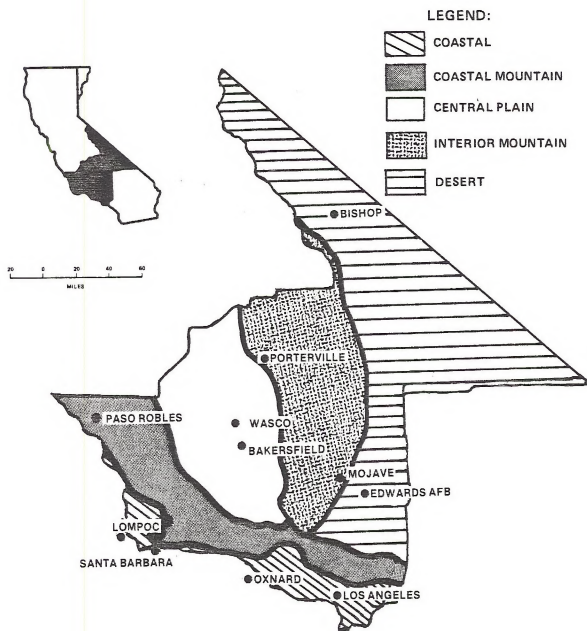 LEGEND:
COASTAL
COASTAL MOUNTAIN
CENTRAL PLAIN
INTERIOR MOUNTAIN
DESERT
BISHOP
20 0 20 40 60
MILES
PORTERVILLE
PASO ROBLES
WASCO
BAKERSFIELD
MOJAVE
EDWARDS AFB
LOMPOC
SANTA BARBARA
OXNARD
LOS ANGELES